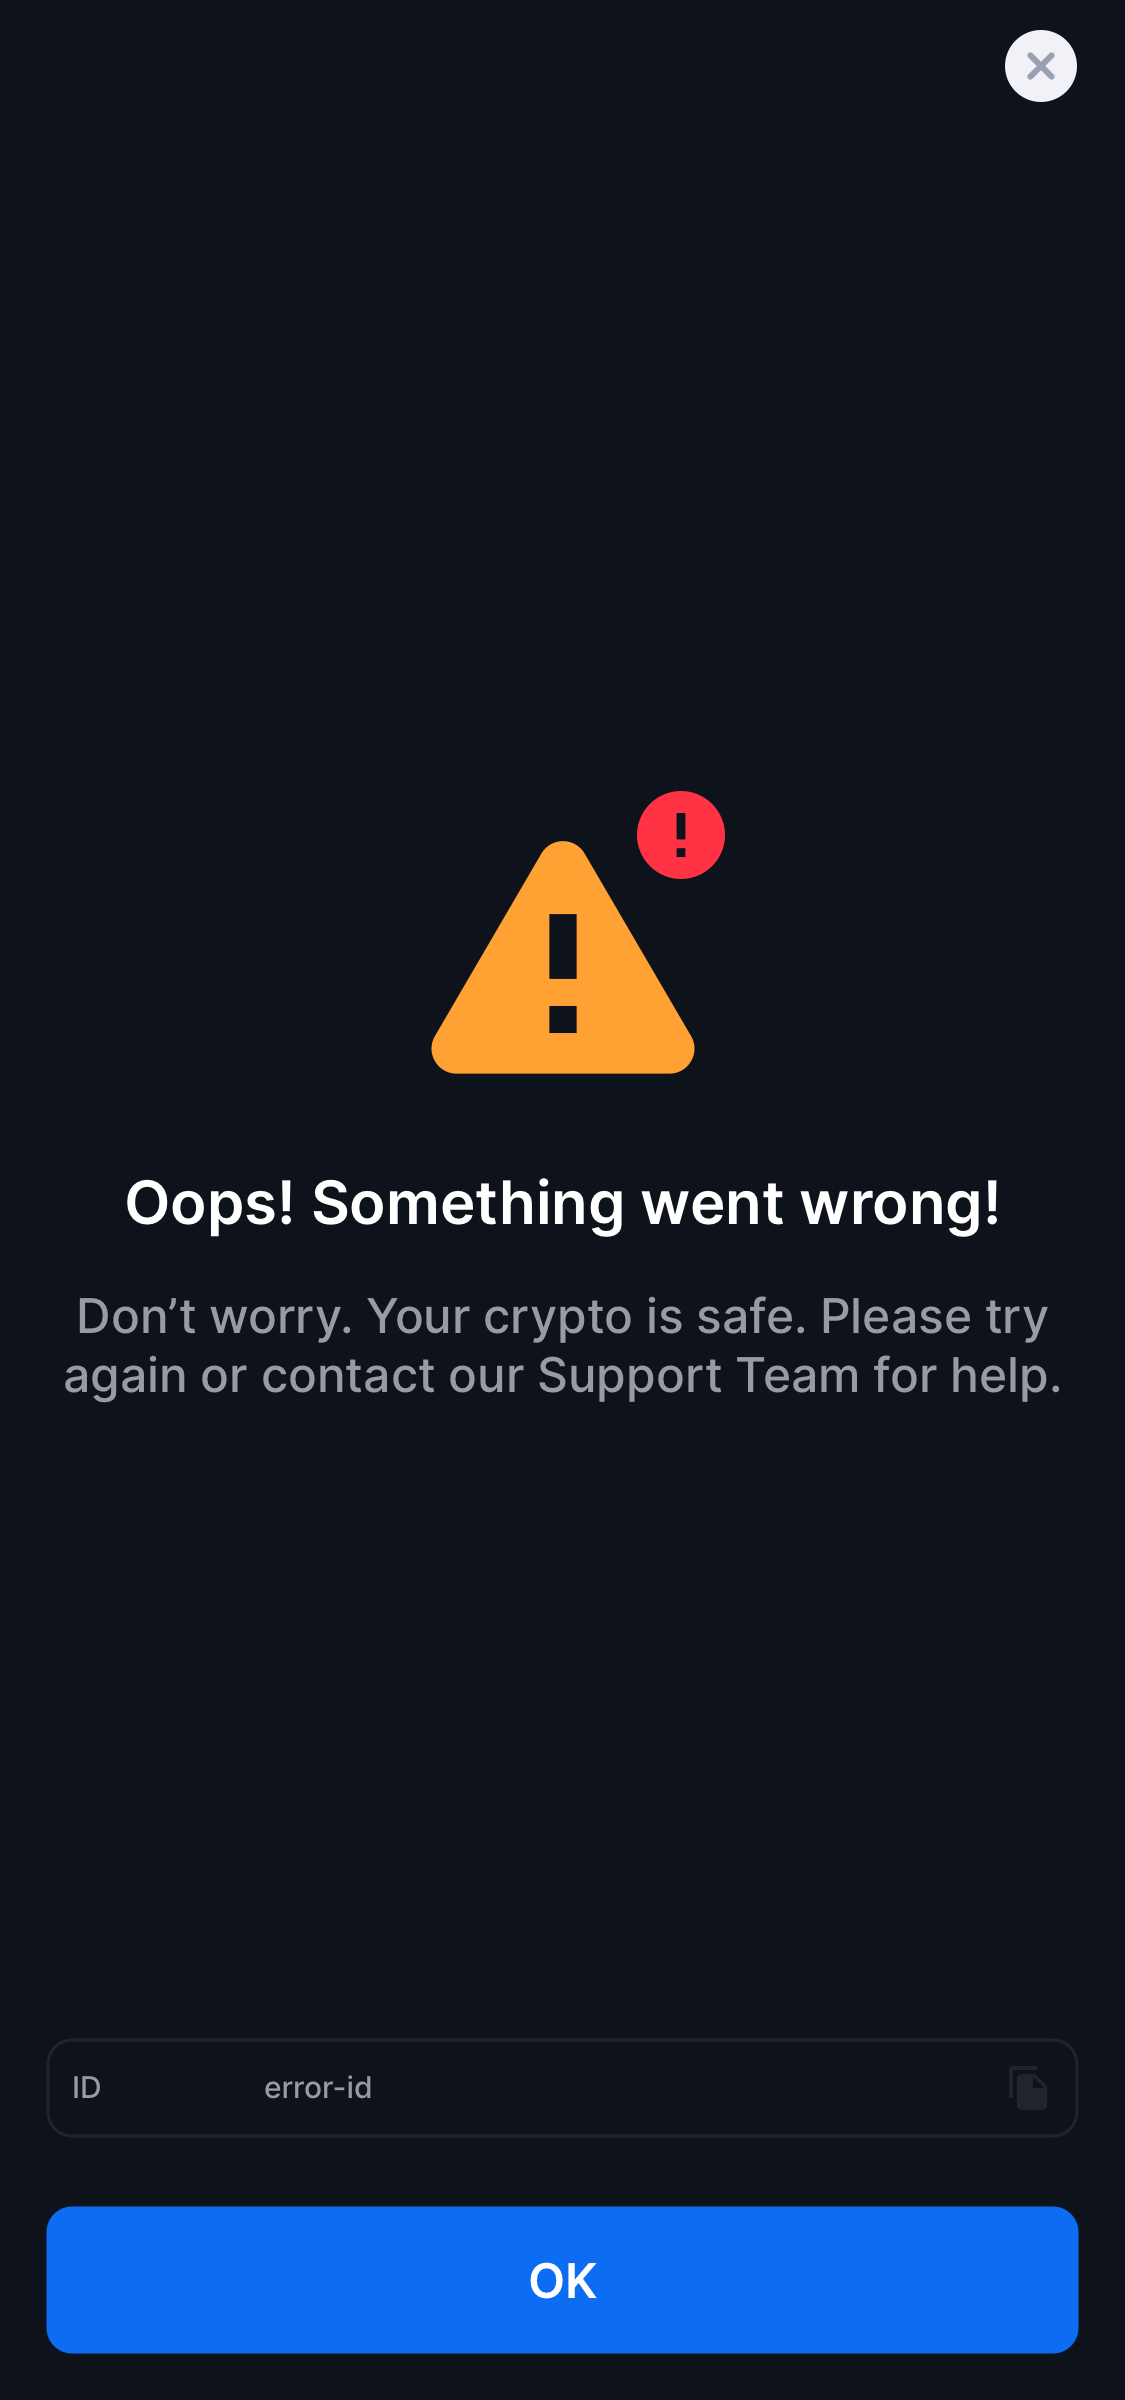 Oops! Something went wrong!
Don’t worry. Your crypto is safe. Please try
again or contact our Support Team for help.
ID error-id
OK